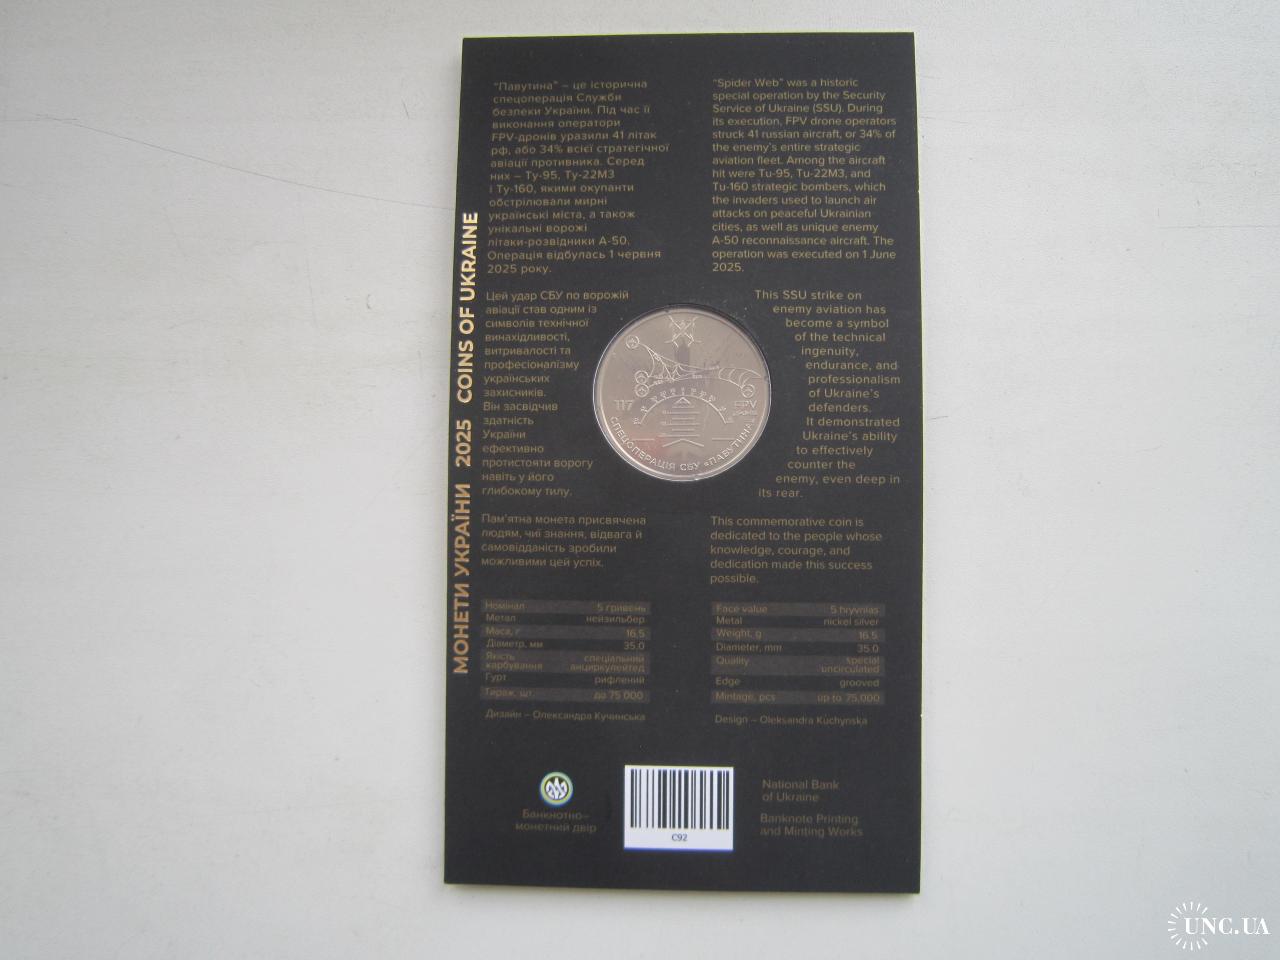 “Павутина” – це історична
спецоперація Служби
безпеки України. Під час її
виконання оператори
FPV-дронів уразили 41 літак
рф, або 34% всієї стратегічної
авіації противника. Серед
них – Ту-95, Ту-22М3
і Ту-160, якими окупанти
обстрілювали мирні
українські міста, а також
унікальні ворожі
літаки-розвідники А-50.
Операція відбулась 1 червня
2025 року.
Цей удар СБУ по ворожій
авіації став одним із
символів технічної
винахідливості,
витривалості та
професіоналізму
українських
захисників.
Він засвідчив
здатність
України
ефективно
протистояти ворогу
навіть у його
глибокому тилу.
Пам’ятна монета присвячена
людям, чиї знання, відвага й
самовідданість зробили
можливими цей успіх.
Номінал 5 гривень
Метал нейзильбер
Маса, г 16,5
Діаметр, мм 35,0
Якість карбування спеціальний анциркулейтед
Гурт рифлений
Тираж, шт. до 75 000
Дизайн – Олександра Кучинська
“Spider Web” was a historic
special operation by the Security
Service of Ukraine (SSU). During
its execution, FPV drone operators
struck 41 russian aircraft, or 34% of
the enemy’s entire strategic
aviation fleet. Among the aircraft
hit were Tu-95, Tu-22M3, and
Tu-160 strategic bombers, which
the invaders used to launch air
attacks on peaceful Ukrainian
cities, as well as unique enemy
A-50 reconnaissance aircraft. The
operation was executed on 1 June
2025.
This SSU strike on
enemy aviation has
become a symbol
of the technical
ingenuity,
endurance, and
professionalism
of Ukraine’s
defenders.
It demonstrated
Ukraine’s ability
to effectively
counter the
enemy, even deep in
its rear.
This commemorative coin is
dedicated to the people whose
knowledge, courage, and
dedication made this success
possible.
Face value 5 hryvnias
Metal nickel silver
Weight, g 16.5
Diameter, mm 35.0
Quality special uncirculated
Edge grooved
Mintage, pcs up to 75,000
Design – Oleksandra Kuchynska
МОНЕТИ УКРАЇНИ 2025 COINS OF UKRAINE
117
FPV
СПЕЦОПЕРАЦІЯ СБУ «ПАВУТИНА»
Банкнотно-
монетний двір
C92
National Bank
of Ukraine
Banknote Printing
and Minting Works
UNC.UA